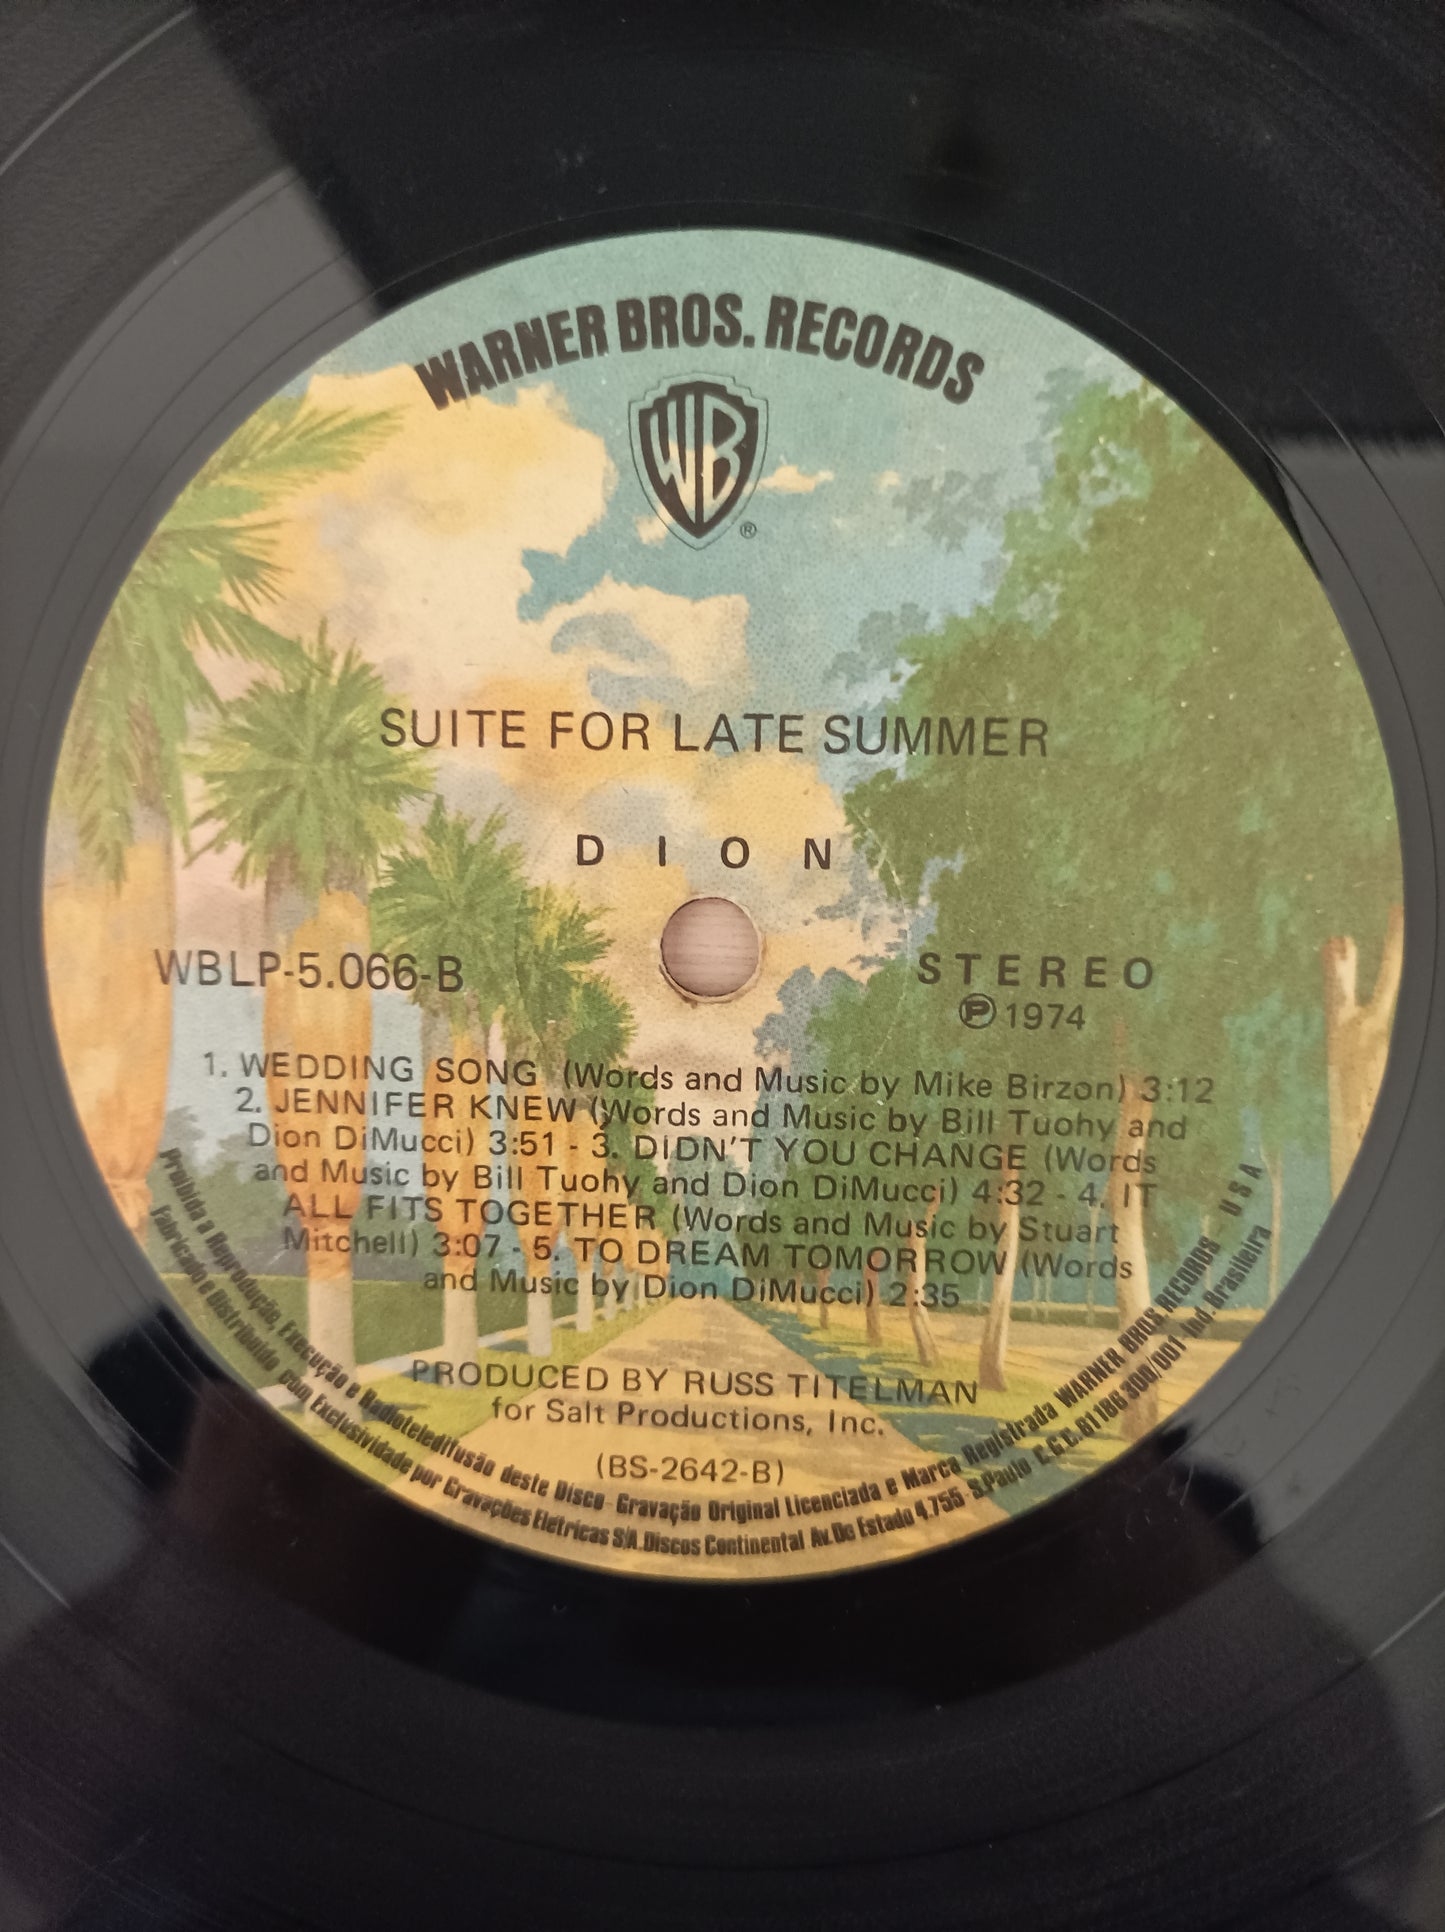 WARNER BROS. RECORDS
WB
®
SUITE FOR LATE SUMMER
DION
WBLP-5.066-B
STEREO
Ⓟ 1974
1. WEDDING SONG (Words and Music by Mike Birzon) 3:12
2. JENNIFER KNEW (Words and Music by Bill Tuohy and
Dion DiMucci) 3:51 - 3. DIDN'T YOU CHANGE (Words
and Music by Bill Tuohy and Dion DiMucci) 4:32 - 4. IT
ALL FITS TOGETHER (Words and Music by Stuart
Mitchell) 3:07 - 5. TO DREAM TOMORROW (Words
and Music by Dion DiMucci) 2:35
PRODUCED BY RUSS TITELMAN
for Salt Productions, Inc.
(BS-2642-B)
Proibida a Reprodução, Execução e Radioteledifusão deste Disco - Gravação Original Licenciada e Marca Registrada WARNER BROS. RECORDS - USA
Fabricado e Distribuido com Exclusividade por Gravações Eletricas S/A. Discos Continental Av. Do Estado 4.755 - S. Paulo C.G.C. 61 186 300/001 Ind. Brasileira